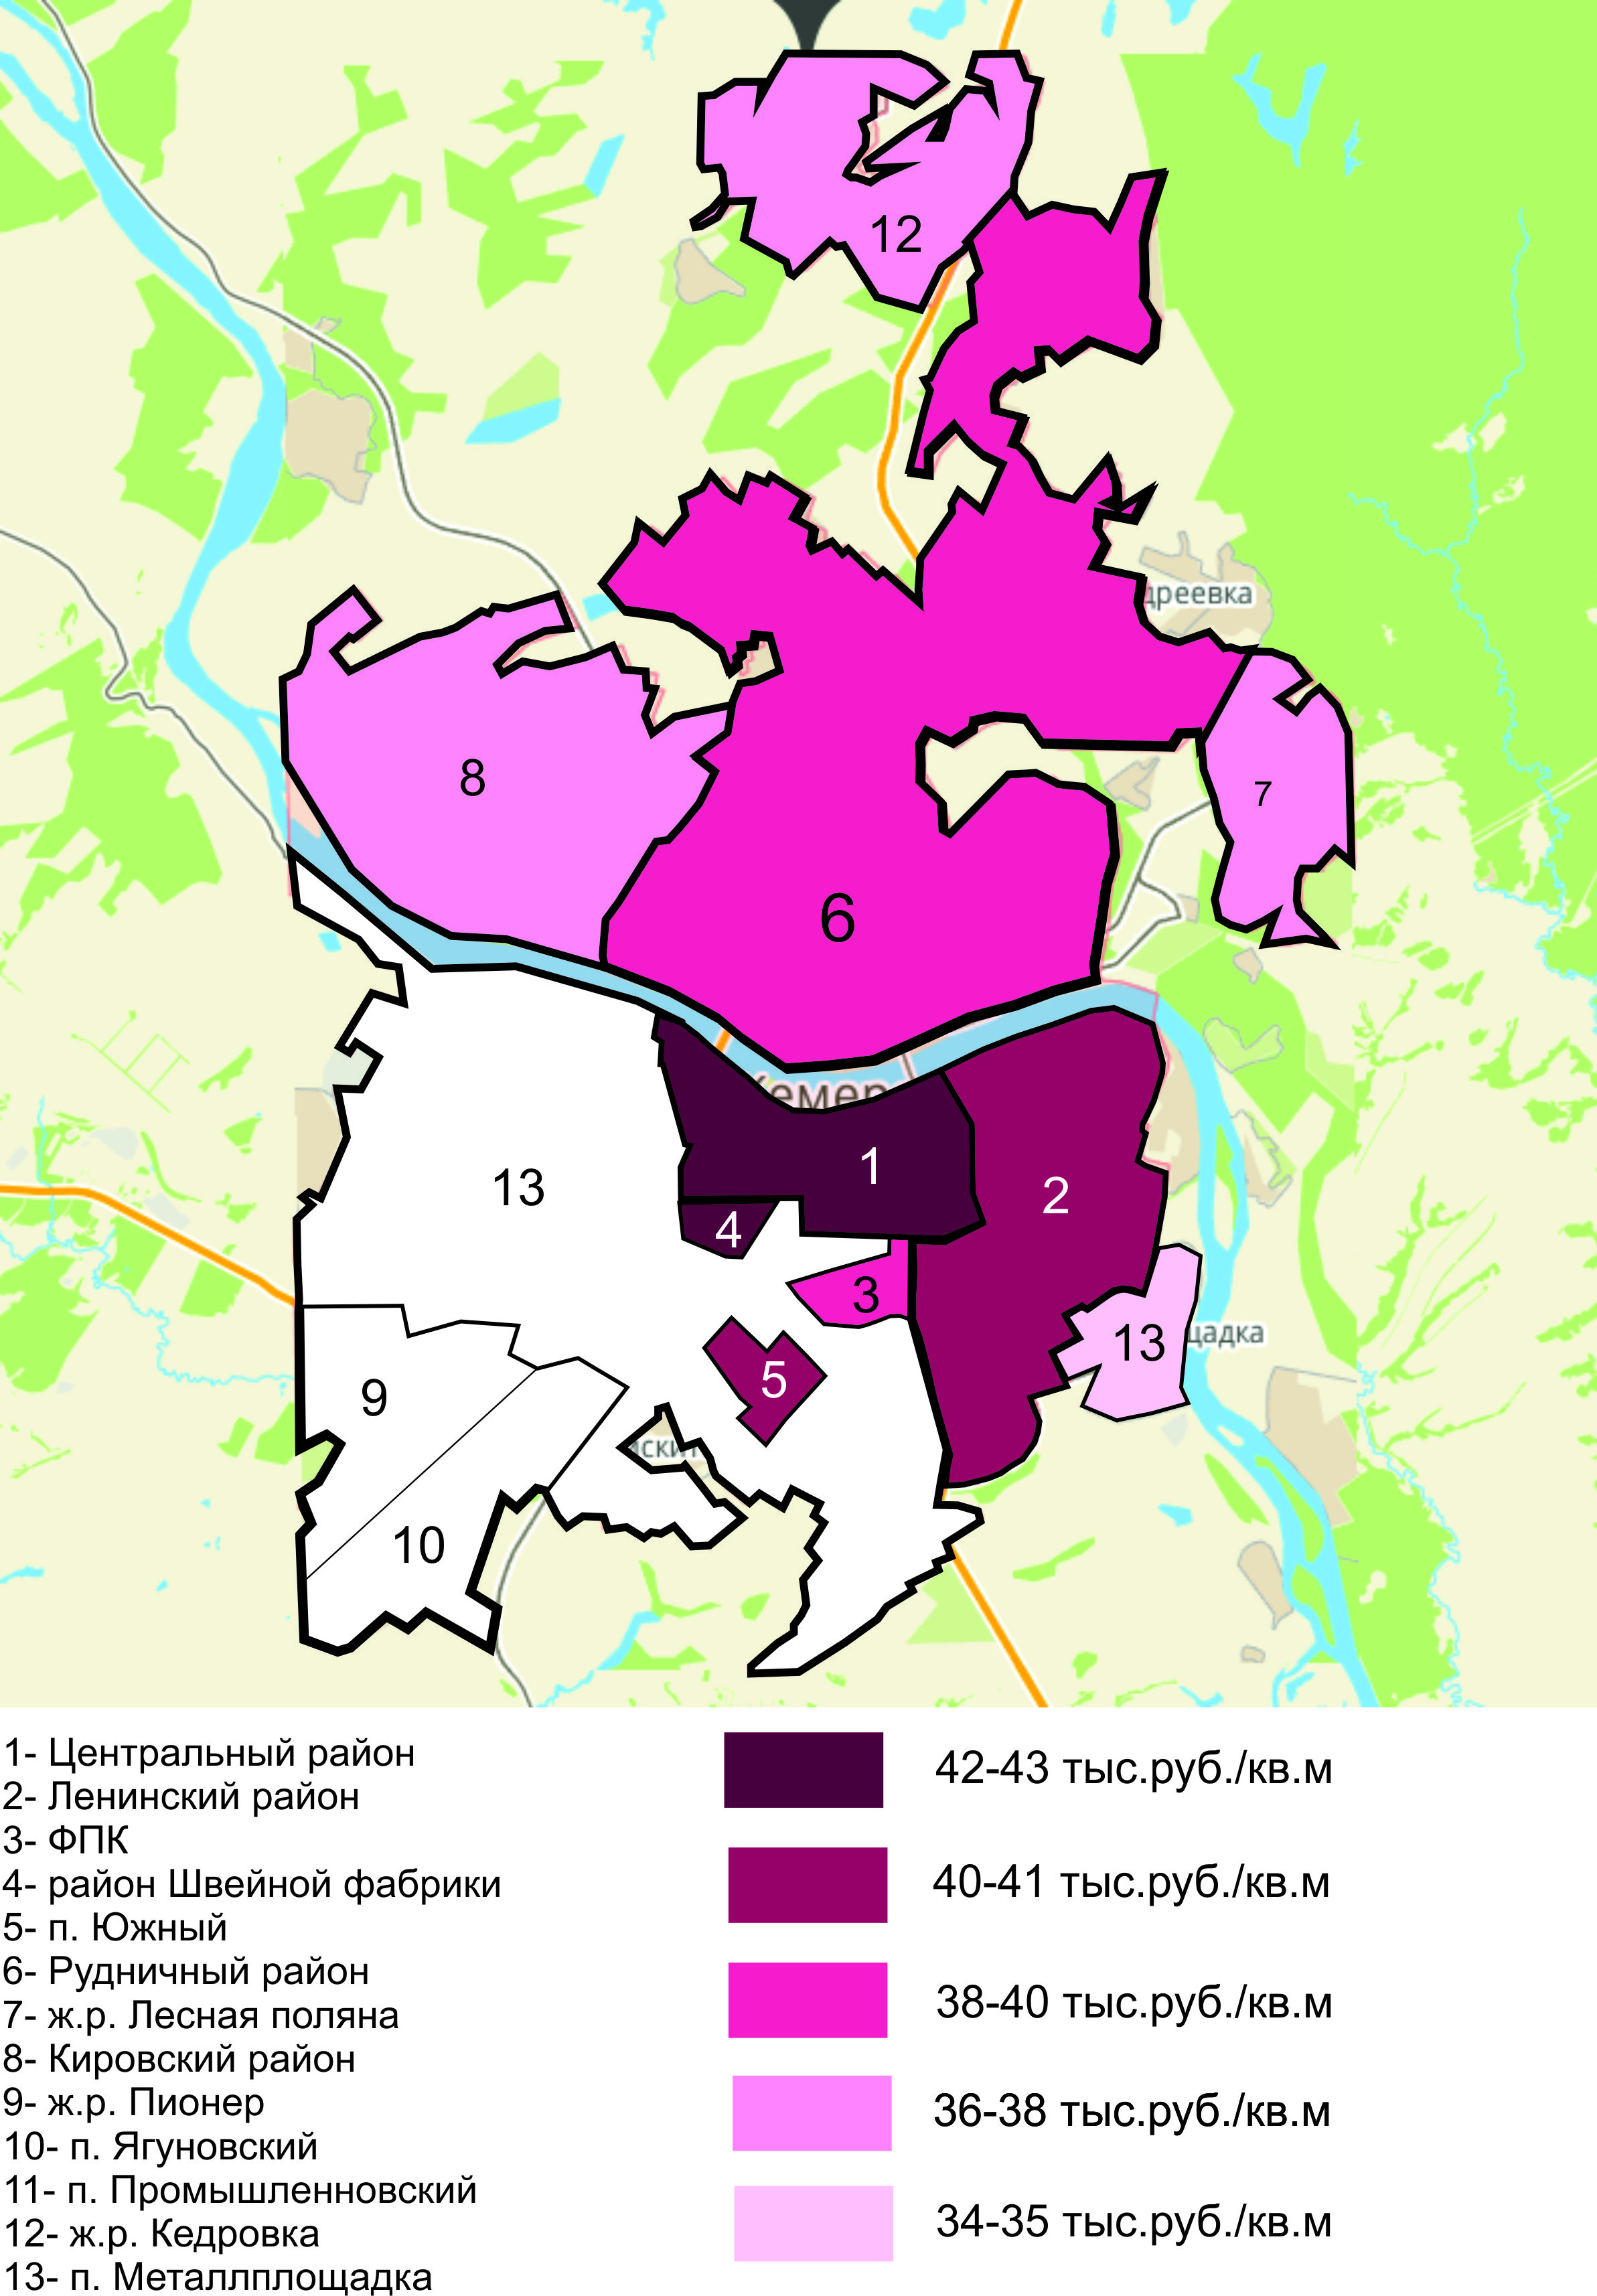 12
дреевка
7
8
6
Кемер
1
13
2
4
3
13
щадка
5
9
10
1- Центральный район
2- Ленинский район
3- ФПК
4- район Швейной фабрики
5- п. Южный
6- Рудничный район
7- ж.р. Лесная поляна
8- Кировский район
9- ж.р. Пионер
10- п. Ягуновский
11- п. Промышленновский
12- ж.р. Кедровка
13- п. Металлплощадка
42-43 тыс.руб./кв.м
40-41 тыс.руб./кв.м
38-40 тыс.руб./кв.м
36-38 тыс.руб./кв.м
34-35 тыс.руб./кв.м